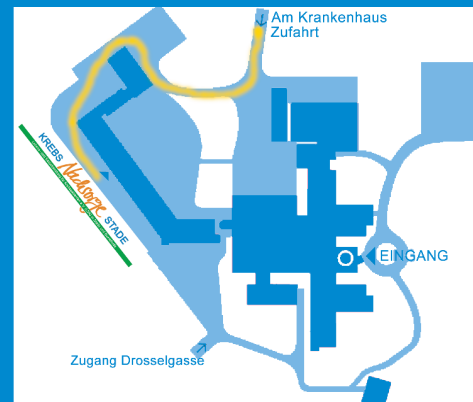 Am Krankenhaus
Zufahrt
KREBS
Nachsorge
STADE
EINGANG
Zugang Drosselgasse